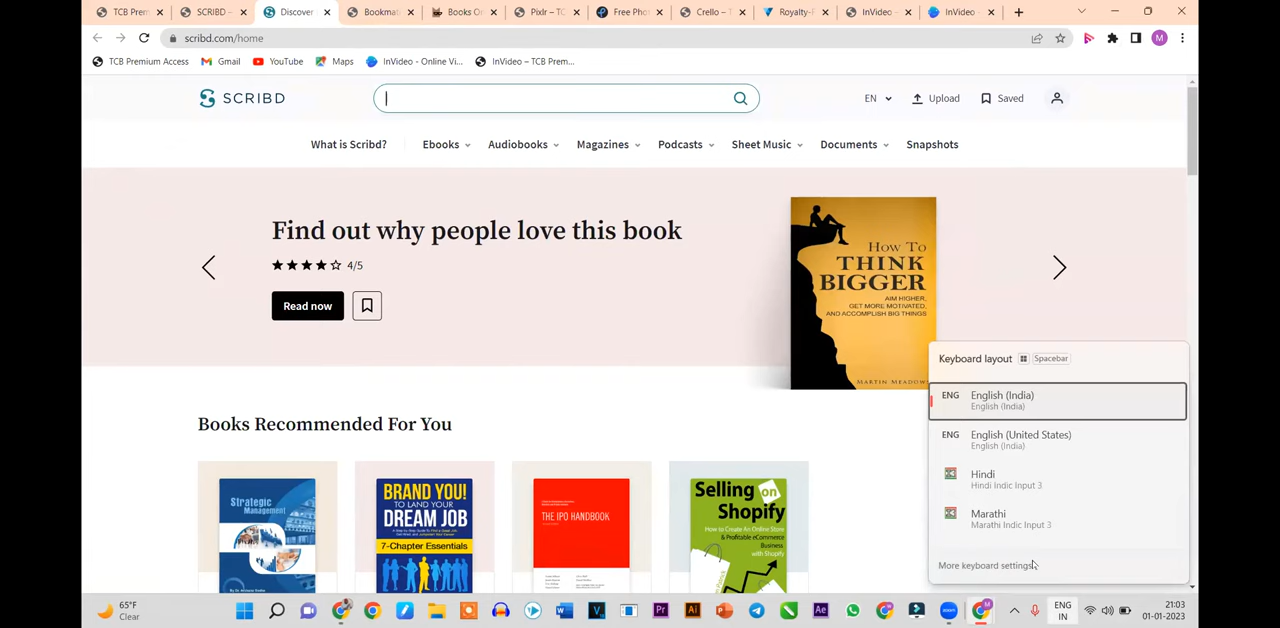 TCB Prem
SCRIBD –
Discover
Bookmat
Books On
Pixlr – TC
Free Pho
Crello – T
Royalty-F
InVideo –
InVideo –
scribd.com/home
M
TCB Premium Access
Gmail
YouTube
Maps
InVideo - Online Vi...
InVideo – TCB Prem...
SCRIBD
EN
Upload
Saved
What is Scribd?
Ebooks
Audiobooks
Magazines
Podcasts
Sheet Music
Documents
Snapshots
Find out why people love this book
4/5
Read now
How To
THINK
BIGGER
AIM HIGHER,
GET MORE MOTIVATED,
AND ACCOMPLISH BIG THINGS
MARTIN MEADOWS
Keyboard layout
Spacebar
ENG
English (India)
English (India)
ENG
English (United States)
English (India)
Hindi
Hindi Indic Input 3
Marathi
Marathi Indic Input 3
More keyboard settings
Books Recommended For You
Strategic
Management
BRAND YOU!
TO LAND YOUR
DREAM JOB
7-Chapter Essentials
THE IPO HANDBOOK
Selling on
Shopify
How to Create An Online Store
& Profitable eCommerce
Business
with Shopify
65°F
Clear
ENG
IN
21:03
01-01-2023